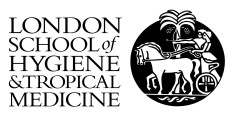 LONDON
SCHOOL of
HYGIENE
& TROPICAL
MEDICINE